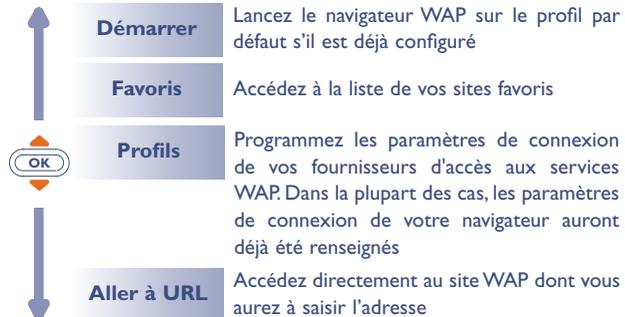 Démarrer
Lancez le navigateur WAP sur le profil par
défaut s’il est déjà configuré
Favoris
Accédez à la liste de vos sites favoris
OK
Profils
Programmez les paramètres de connexion
de vos fournisseurs d'accès aux services
WAP. Dans la plupart des cas, les paramètres
de connexion de votre navigateur auront
déjà été renseignés
Aller à URL
Accédez directement au site WAP dont vous
aurez à saisir l’adresse